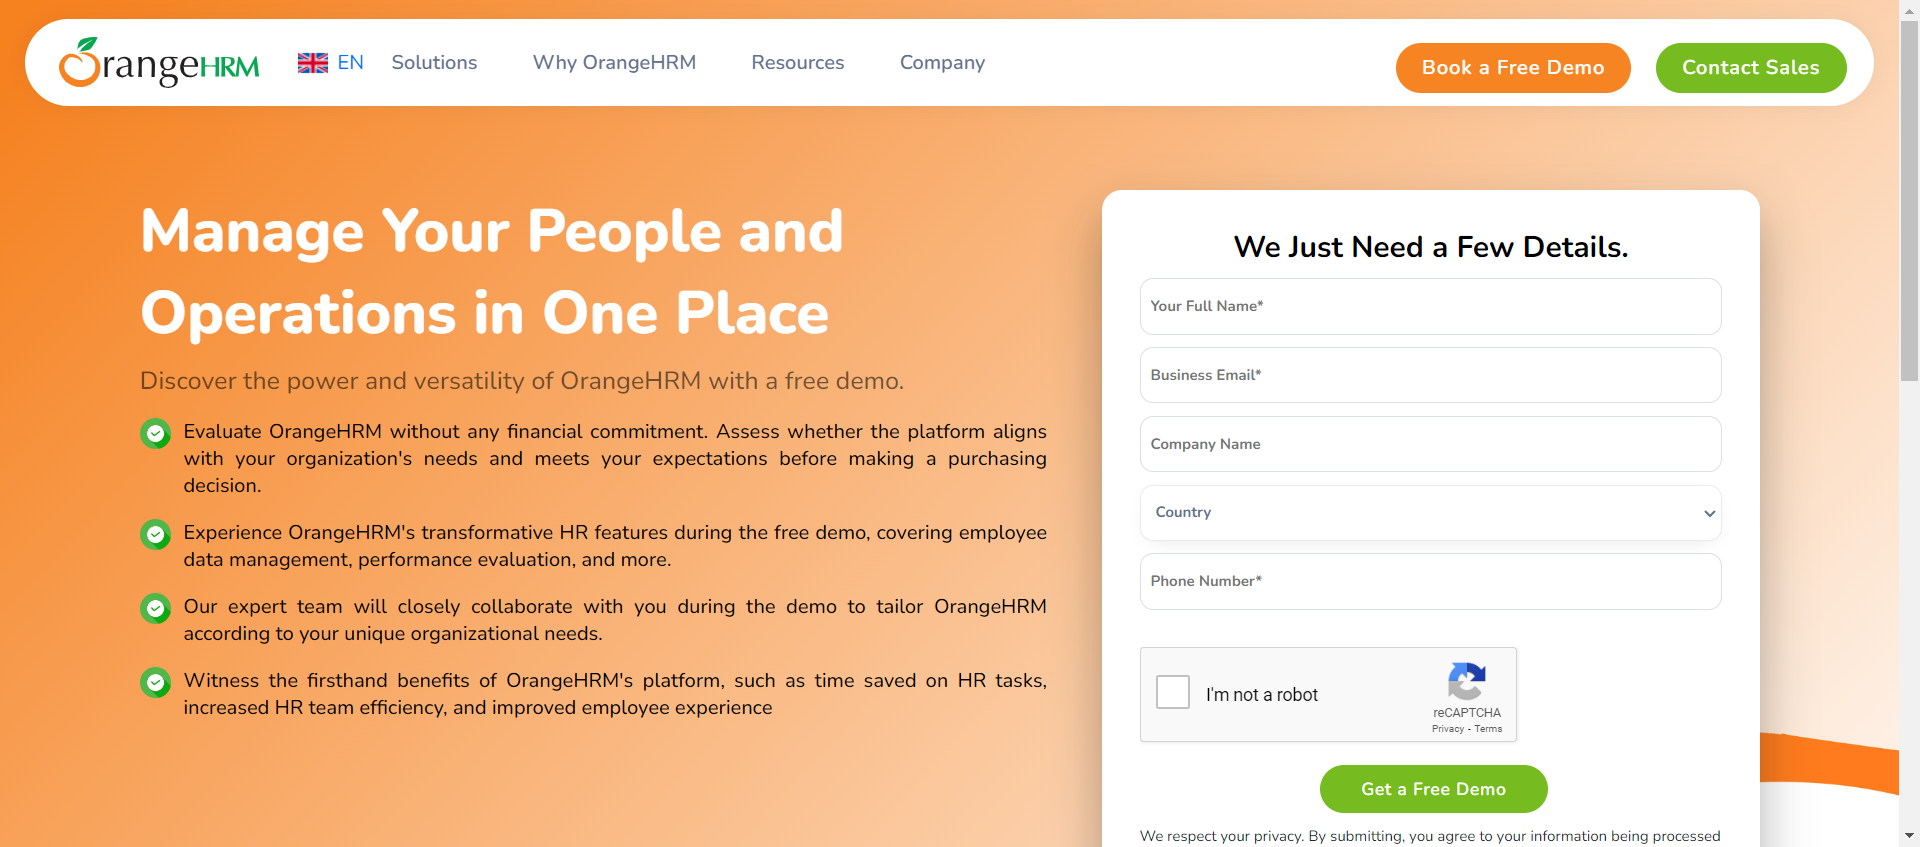 OrangeHRM
EN
Solutions
Why OrangeHRM
Resources
Company
Book a Free Demo
Contact Sales
Manage Your People and
Operations in One Place
Discover the power and versatility of OrangeHRM with a free demo.
Evaluate OrangeHRM without any financial commitment. Assess whether the platform aligns
with your organization's needs and meets your expectations before making a purchasing
decision.
Experience OrangeHRM's transformative HR features during the free demo, covering employee
data management, performance evaluation, and more.
Our expert team will closely collaborate with you during the demo to tailor OrangeHRM
according to your unique organizational needs.
Witness the firsthand benefits of OrangeHRM's platform, such as time saved on HR tasks,
increased HR team efficiency, and improved employee experience
We Just Need a Few Details.
Your Full Name*
Business Email*
Company Name
Country
Phone Number*
I'm not a robot
reCAPTCHA
Privacy - Terms
Get a Free Demo
We respect your privacy. By submitting, you agree to your information being processed